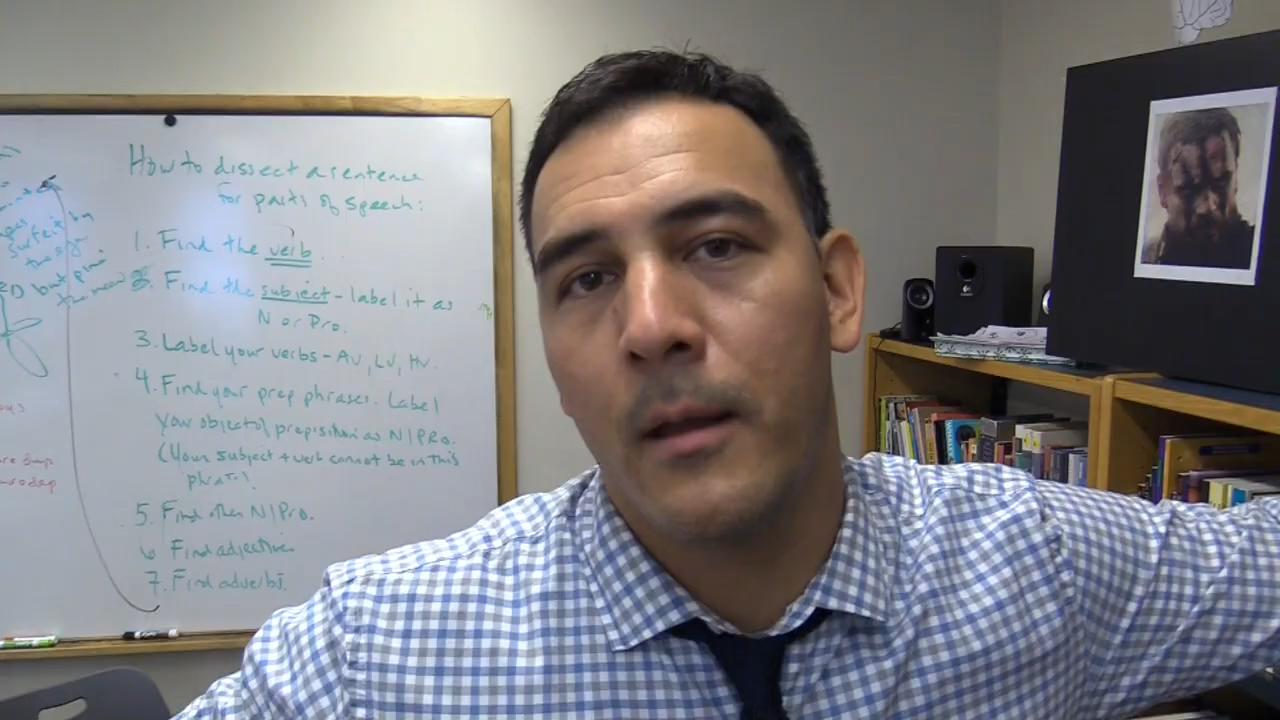 How to dissect a sentence
for parts of speech:
1. Find the verb
2. Find the subject - label it as
N or Pro.
3. Label your verbs - AV, LV, HV.
4. Find your prep phrases. Label
your object of preposition as N/PRO.
(Your subject + verb cannot be in this
phrase).
5. Find other N/Pro.
6 Find adjectives
7. Find adverbs.
by
but
the